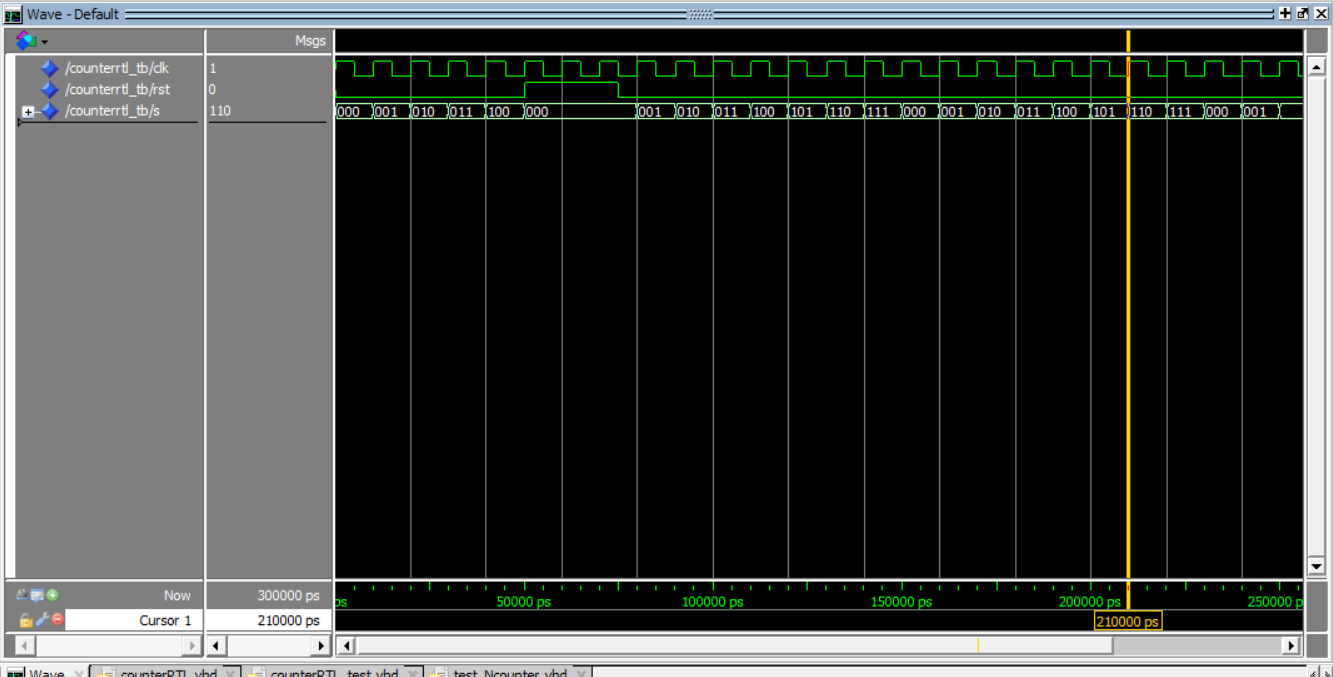 Wave - Default
Msgs
/counterrtl_tb/clk 1
/counterrtl_tb/rst 0
/counterrtl_tb/s 110 000 001 010 011 100 000 001 010 011 100 101 110 111 000 001 010 011 100 101 110 111 000 001
Now 300000 ps ps 50000 ps 100000 ps 150000 ps 200000 ps 250000 p
Cursor 1 210000 ps 210000 ps
Wave counterRTL.vhd counterRTL_test.vhd test_Ncounter.vhd